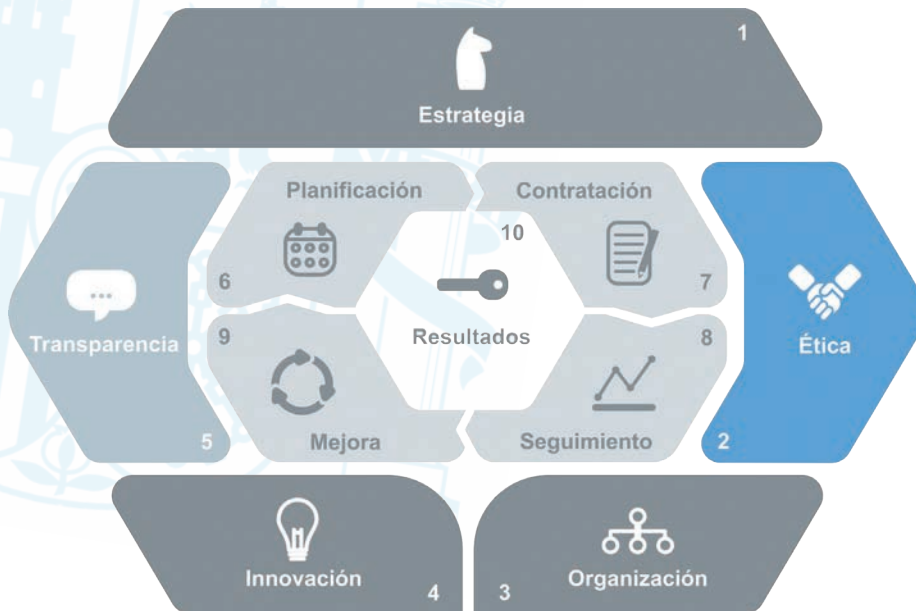 1
Estrategia
Planificación
Contratación
10
6
7
Resultados
Transparencia
5
9
8
Ética
2
Mejora
Seguimiento
Innovación
4
3
Organización